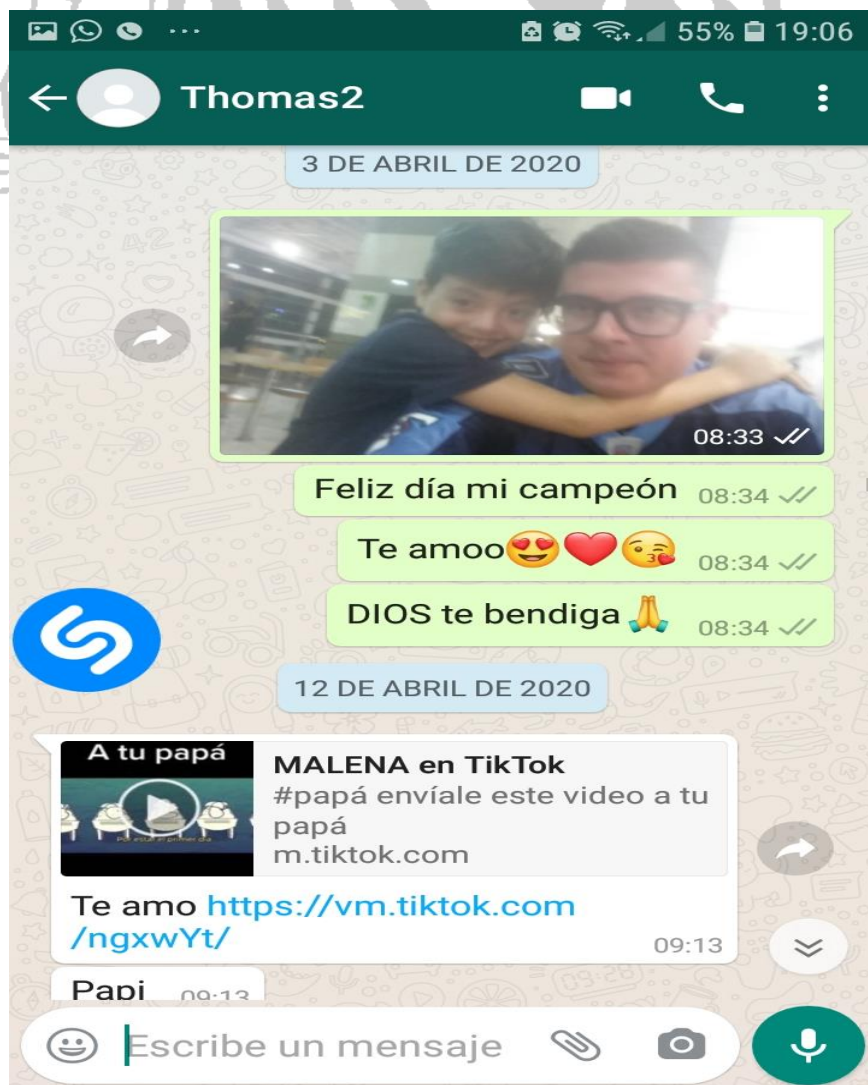 55% 19:06
Thomas2
3 DE ABRIL DE 2020
08:33
Feliz día mi campeón 08:34
Te amoo😍❤️😘 08:34
DIOS te bendiga🙏 08:34
12 DE ABRIL DE 2020
A tu papá
MALENA en TikTok
#papá envíale este video a tu
papá
m.tiktok.com
Te amo https://vm.tiktok.com
/ngxwYt/ 09:13
Papi 09:13
Escribe un mensaje